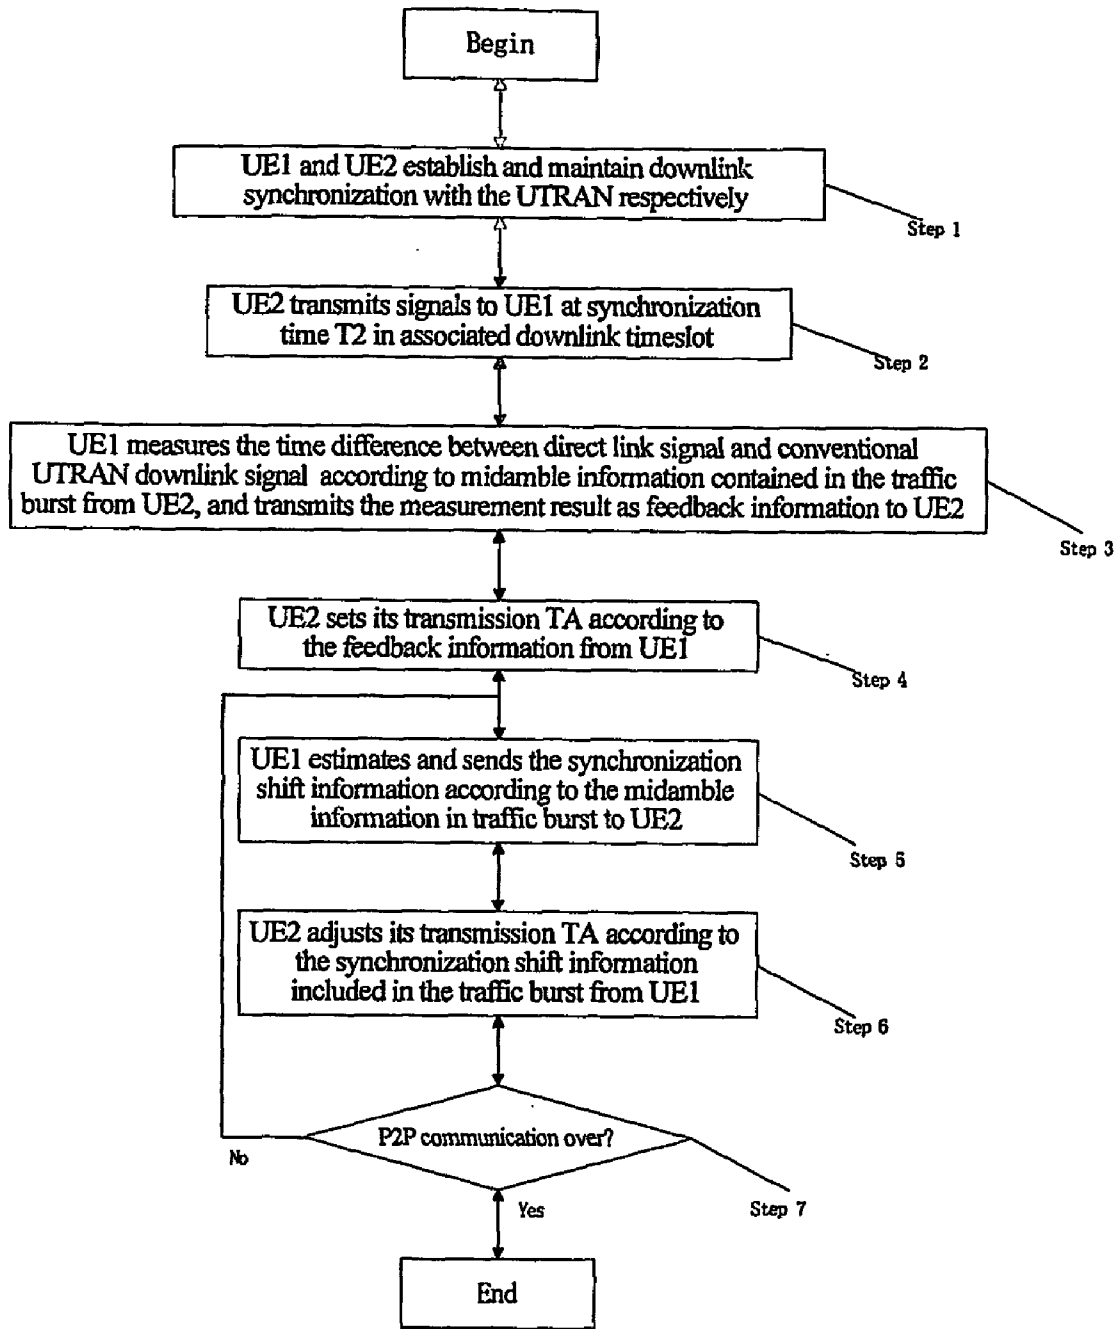 Begin
UE1 and UE2 establish and maintain downlink
synchronization with the UTRAN respectively
Step 1
UE2 transmits signals to UE1 at synchronization
time T2 in associated downlink timeslot
Step 2
UE1 measures the time difference between direct link signal and conventional
UTRAN downlink signal according to midamble information contained in the traffic
burst from UE2, and transmits the measurement result as feedback information to UE2
Step 3
UE2 sets its transmission TA according to
the feedback information from UE1
Step 4
UE1 estimates and sends the synchronization
shift information according to the midamble
information in traffic burst to UE2
Step 5
UE2 adjusts its transmission TA according to
the synchronization shift information
included in the traffic burst from UE1
Step 6
P2P communication over?
No
Step 7
Yes
End